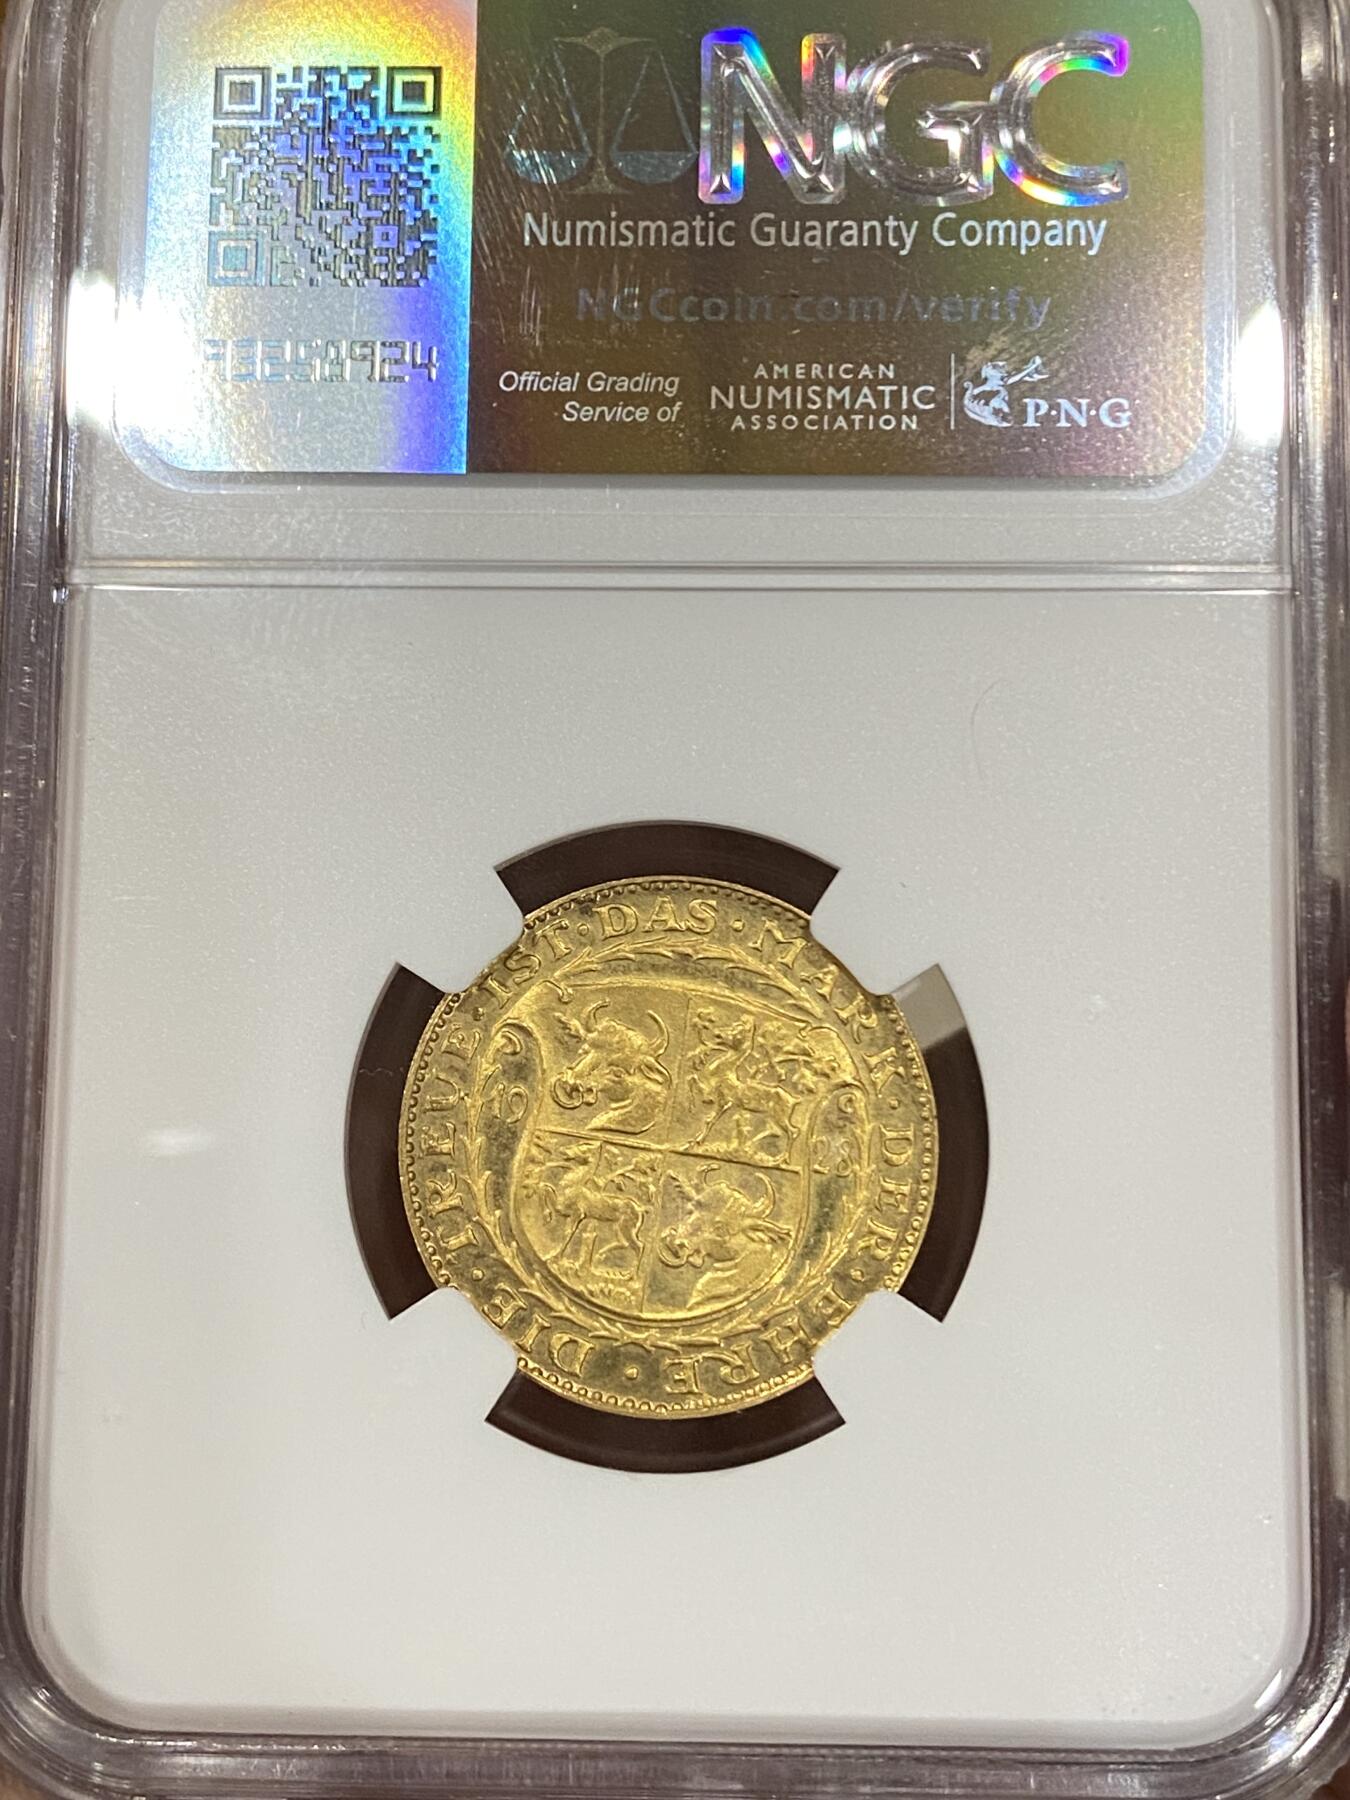 NGC
Numismatic Guaranty Company
NGCcoin.com/verify
Official Grading
Service of
AMERICAN
NUMISMATIC
ASSOCIATION
P·N·G
DIE · TREUE · IST · DAS · MARK · DER · EHRE ·
19 28